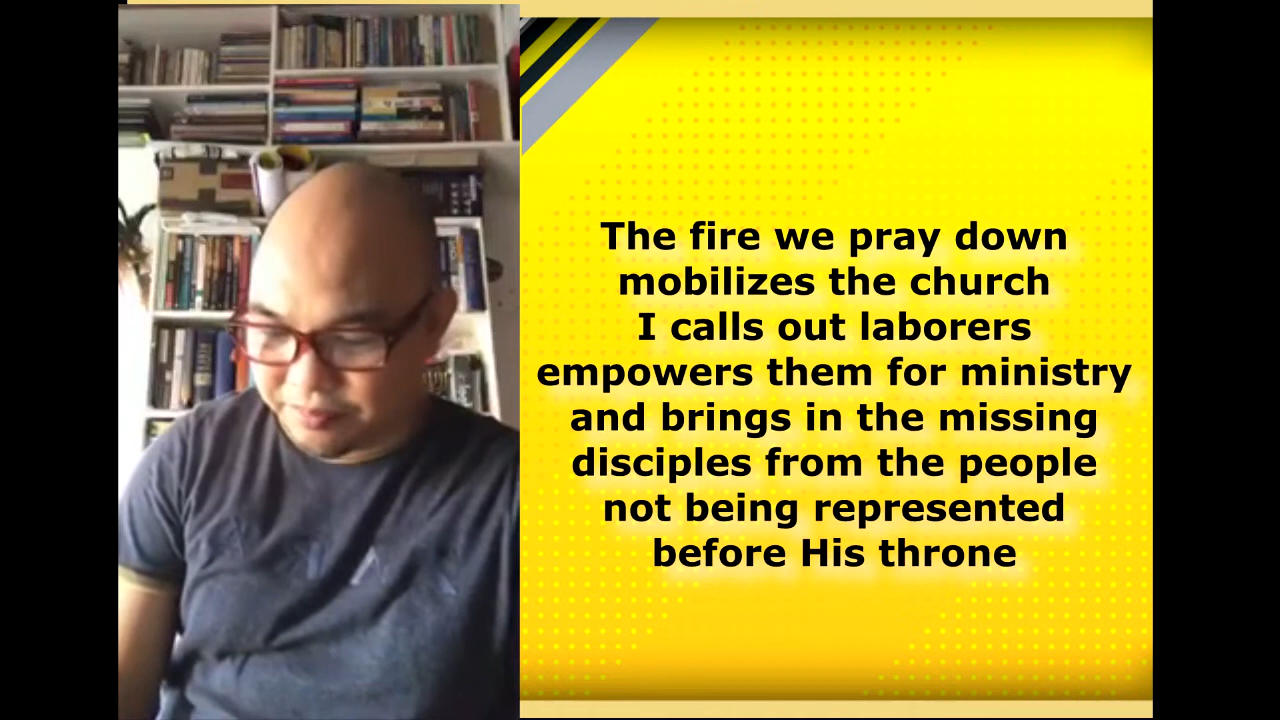 The fire we pray down
mobilizes the church
I calls out laborers
empowers them for ministry
and brings in the missing
disciples from the people
not being represented
before His throne